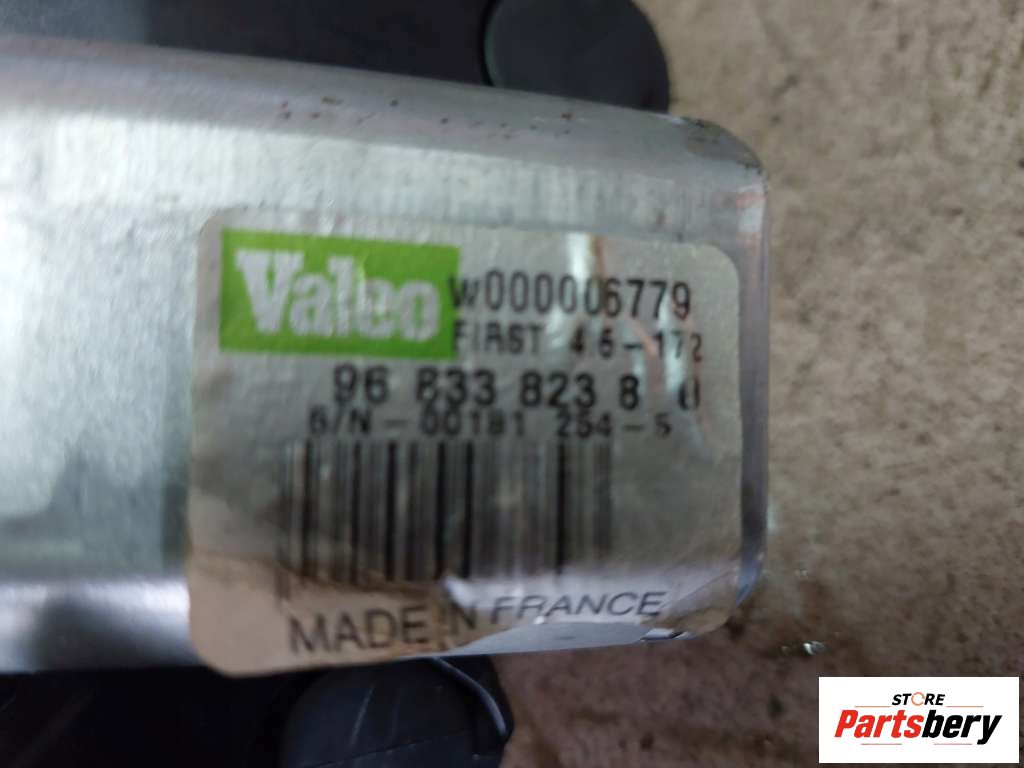 Valeo
W000006779
FIRST 46-172
96 833 823 8 0
S/N-00181 254-5
MADE IN FRANCE
STORE
Partsbery